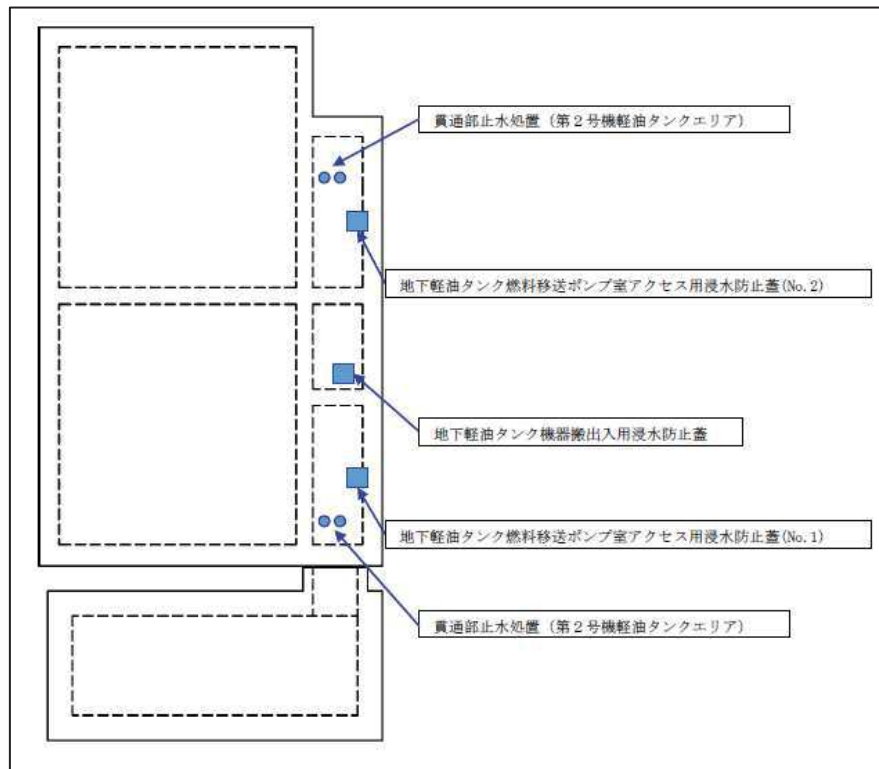 貫通部止水処置（第２号機軽油タンクエリア）
地下軽油タンク燃料移送ポンプ室アクセス用浸水防止蓋(No.2)
地下軽油タンク機器搬出入用浸水防止蓋
地下軽油タンク燃料移送ポンプ室アクセス用浸水防止蓋(No.1)
貫通部止水処置（第２号機軽油タンクエリア）